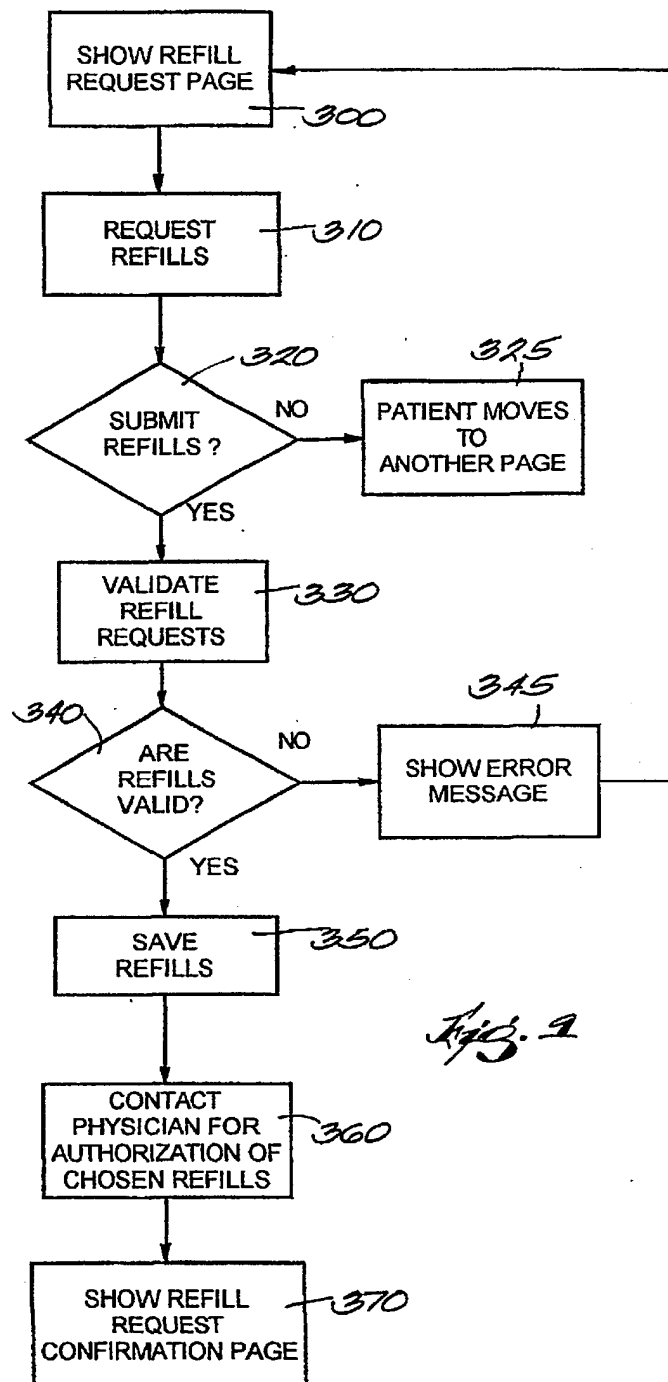 SHOW REFILL
REQUEST PAGE
300
REQUEST
REFILLS
310
320
SUBMIT
REFILLS ?
NO
325
PATIENT MOVES
TO
ANOTHER PAGE
YES
VALIDATE
REFILL
REQUESTS
330
340
ARE
REFILLS
VALID?
NO
345
SHOW ERROR
MESSAGE
YES
SAVE
REFILLS
350
Fig. 9
CONTACT
PHYSICIAN FOR
AUTHORIZATION OF
CHOSEN REFILLS
360
SHOW REFILL
REQUEST
CONFIRMATION PAGE
370